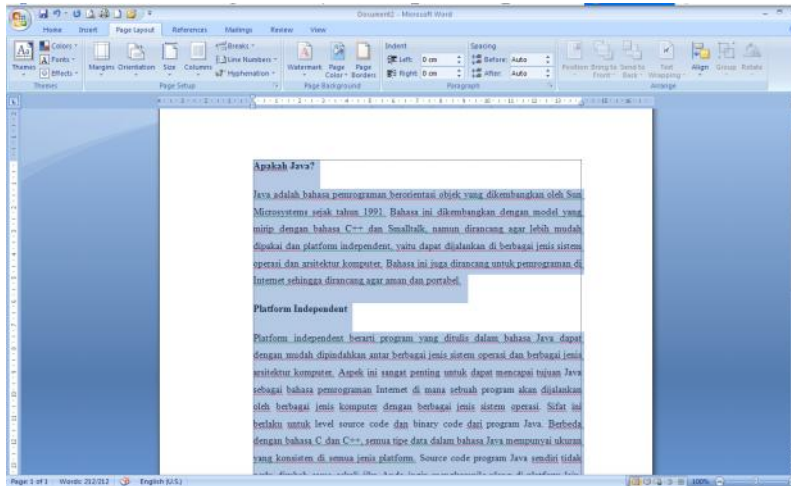 Document2 - Microsoft Word
Home Insert Page Layout References Mailings Review View
Themes
Colors
Fonts
Effects
Themes
Margins Orientation Size Columns
Breaks
Line Numbers
Hyphenation
Page Setup
Watermark Page Color Page Borders
Page Background
Indent
Left: 0 cm
Right: 0 cm
Spacing
Before: Auto
After: Auto
Paragraph
Position Bring to Front Send to Back Text Wrapping Align Group Rotate
Arrange
Apakah Java?
Java adalah bahasa pemrograman berorientasi objek yang dikembangkan oleh Sun
Microsystems sejak tahun 1991. Bahasa ini dikembangkan dengan model yang
mirip dengan bahasa C++ dan Smalltalk, namun dirancang agar lebih mudah
dipakai dan platform independent, yaitu dapat dijalankan di berbagai jenis sistem
operasi dan arsitektur komputer. Bahasa ini juga dirancang untuk pemrograman di
Internet sehingga dirancang agar aman dan portabel.
Platform Independent
Platform independent berarti program yang ditulis dalam bahasa Java dapat
dengan mudah dipindahkan antar berbagai jenis sistem operasi dan berbagai jenis
arsitektur komputer. Aspek ini sangat penting untuk dapat mencapai tujuan Java
sebagai bahasa pemrograman Internet di mana sebuah program akan dijalankan
oleh berbagai jenis komputer dengan berbagai jenis sistem operasi. Sifat ini
berlaku untuk level source code dan binary code dari program Java. Berbeda
dengan bahasa C dan C++, semua tipe data dalam bahasa Java mempunyai ukuran
yang konsisten di semua jenis platform. Source code program Java sendiri tidak
Page: 1 of 1 Words: 212/212 English (U.S.) 100%